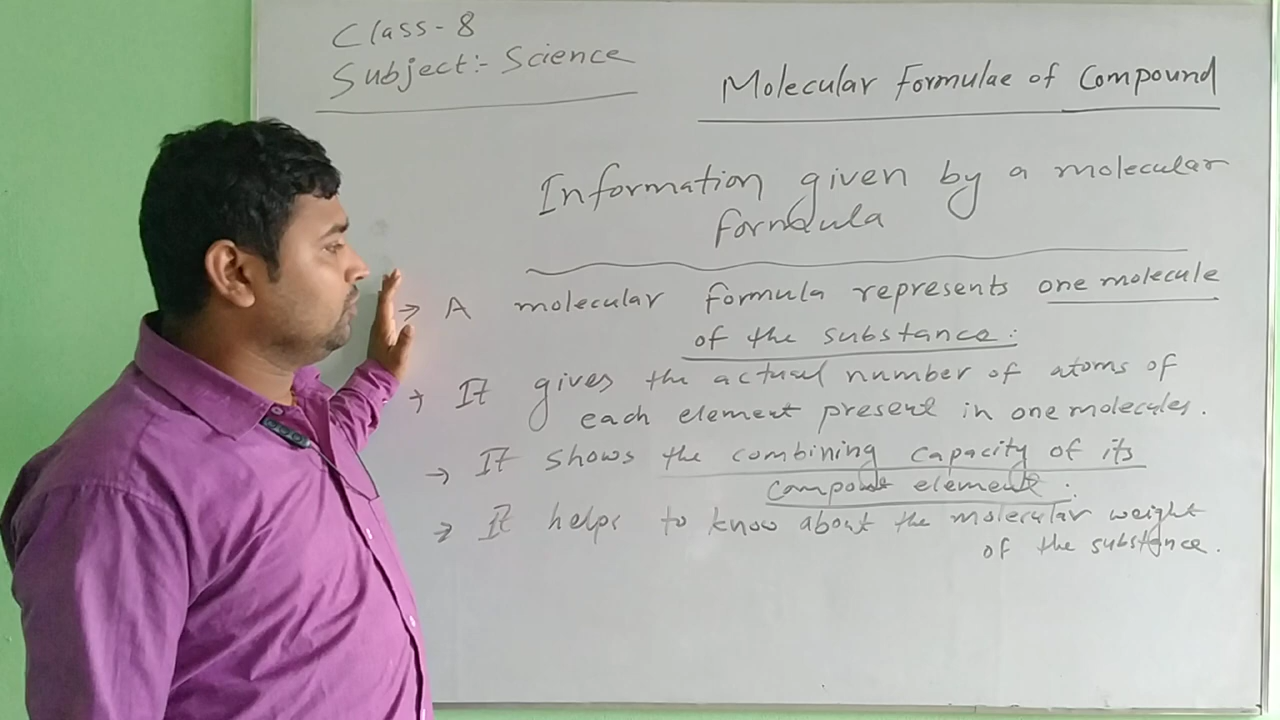 Class-8
Subject:- Science
Molecular Formulae of Compound
Information given by a molecular
formula
→ A molecular formula represents one molecule
of the substance.
→ It gives the actual number of atoms of
each element present in one molecules.
→ It shows the combining capacity of its
element.
→ It helps to know about the molecular weight
of the substance.